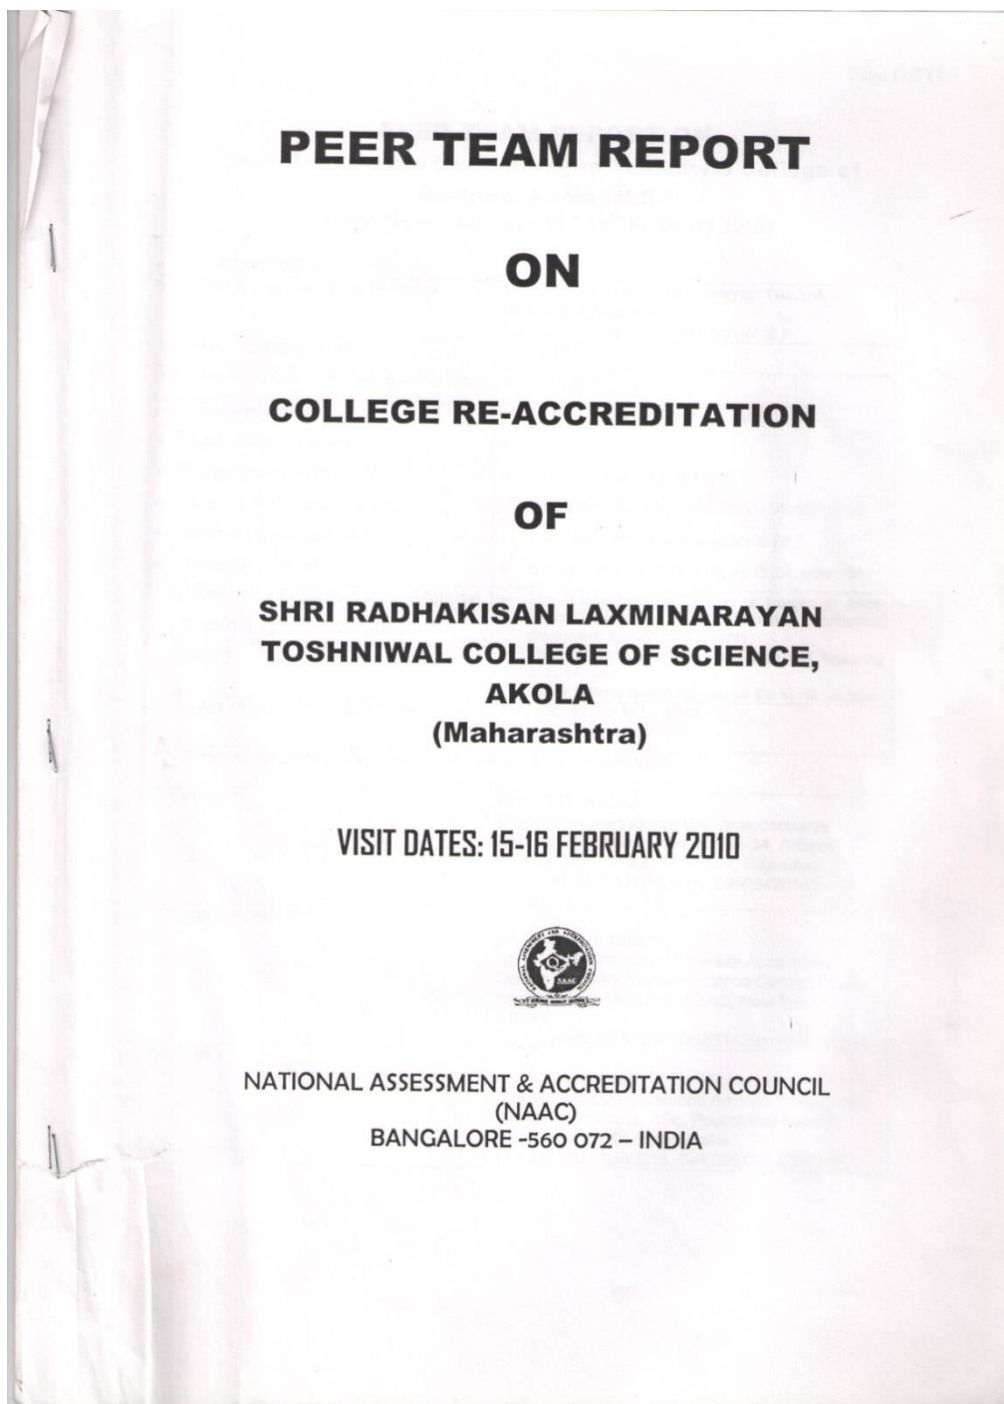 PEER TEAM REPORT
ON
COLLEGE RE-ACCREDITATION
OF
SHRI RADHAKISAN LAXMINARAYAN
TOSHNIWAL COLLEGE OF SCIENCE,
AKOLA
(Maharashtra)
VISIT DATES: 15-16 FEBRUARY 2010
NAAC
NATIONAL ASSESSMENT & ACCREDITATION COUNCIL
(NAAC)
BANGALORE -560 072 – INDIA